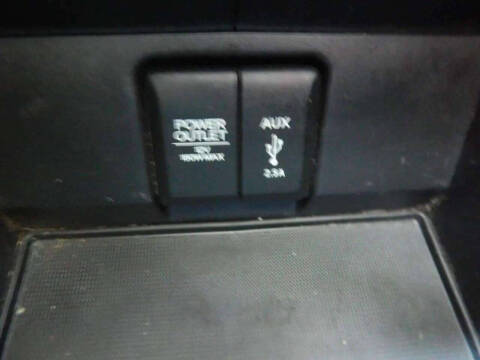 POWER
OUTLET
12V
180W MAX
AUX
2.5A